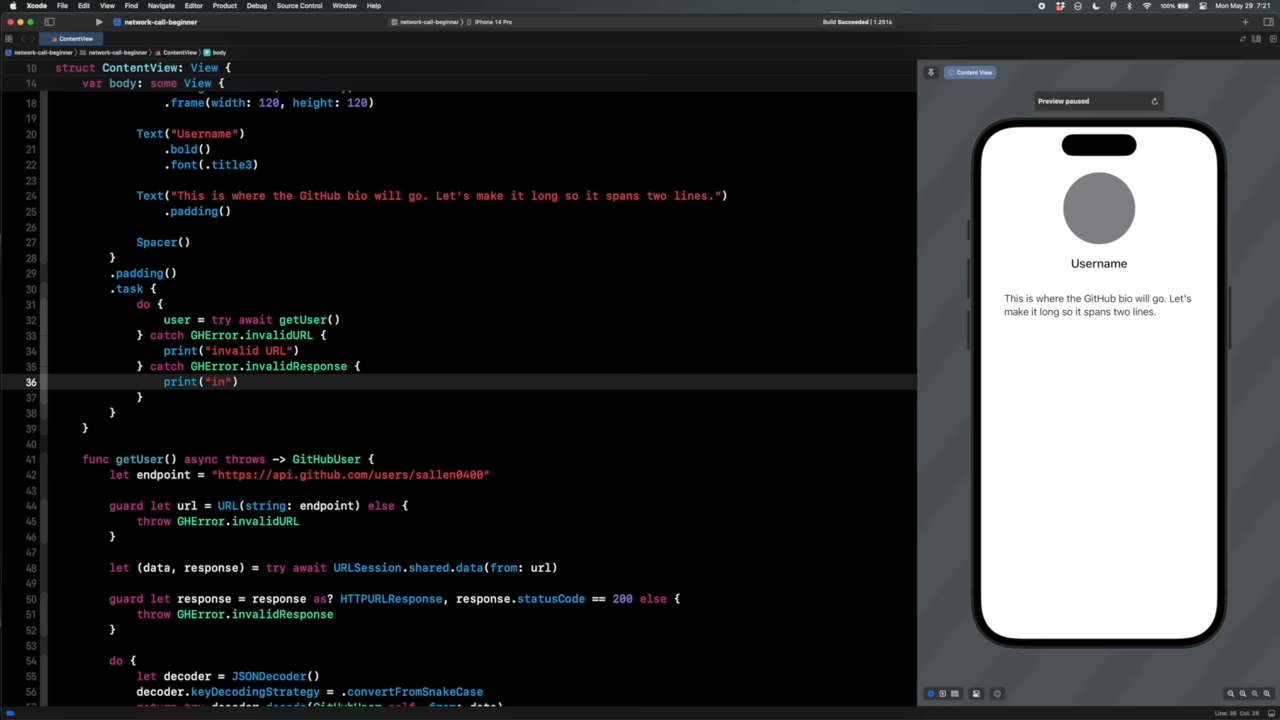 Xcode File Edit View Find Navigate Editor Product Debug Source Control Window Help 100% Mon May 29 7:21
network-call-beginner network-call-beginner iPhone 14 Pro Build Succeeded | 1.251s
ContentView
network-call-beginner network-call-beginner ContentView body
10 struct ContentView: View {
14 var body: some View {
18 .frame(width: 120, height: 120)
19
20 Text("Username")
21 .bold()
22 .font(.title3)
23
24 Text("This is where the GitHub bio will go. Let's make it long so it spans two lines.")
25 .padding()
26
27 Spacer()
28 }
29 .padding()
30 .task {
31 do {
32 user = try await getUser()
33 } catch GHError.invalidURL {
34 print("invalid URL")
35 } catch GHError.invalidResponse {
36 print("in")
37 }
38 }
39 }
40
41 func getUser() async throws -> GitHubUser {
42 let endpoint = "https://api.github.com/users/sallen0400"
43
44 guard let url = URL(string: endpoint) else {
45 throw GHError.invalidURL
46 }
47
48 let (data, response) = try await URLSession.shared.data(from: url)
49
50 guard let response = response as? HTTPURLResponse, response.statusCode == 200 else {
51 throw GHError.invalidResponse
52 }
53
54 do {
55 let decoder = JSONDecoder()
56 decoder.keyDecodingStrategy = .convertFromSnakeCase
Content View
Preview paused
Username
This is where the GitHub bio will go. Let's
make it long so it spans two lines.
Line: 36 Col: 26